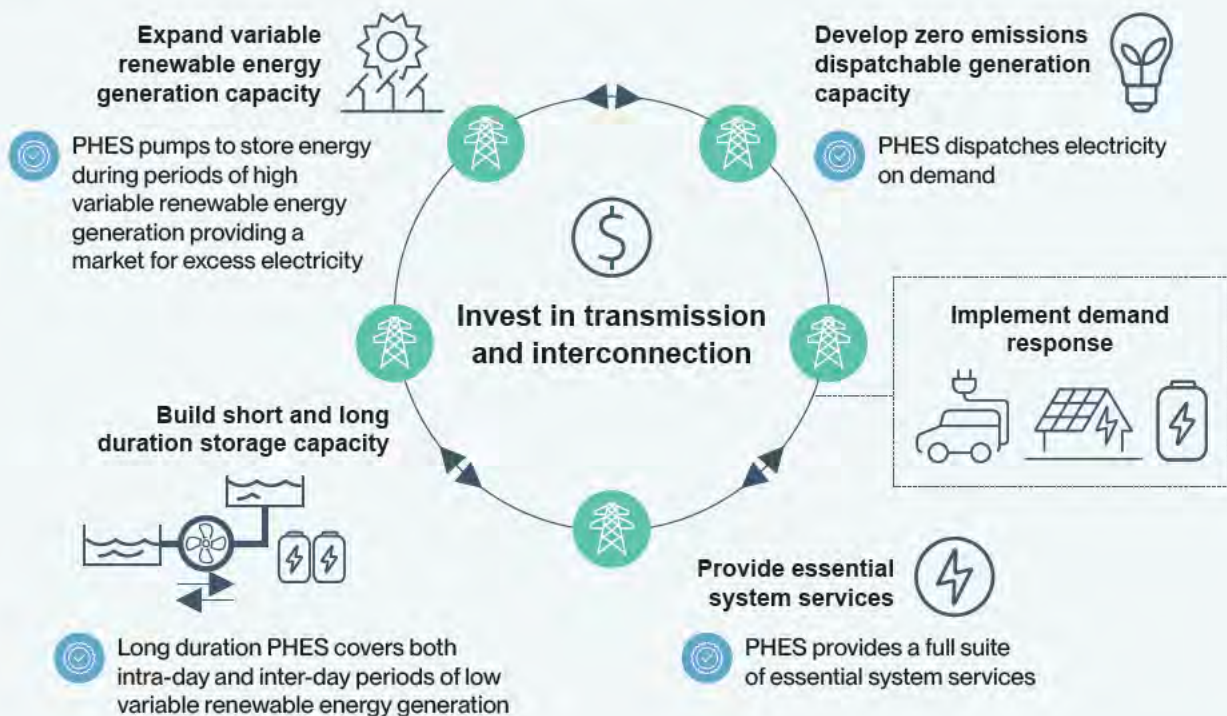 Expand variable
renewable energy
generation capacity
PHES pumps to store energy
during periods of high
variable renewable energy
generation providing a
market for excess electricity
Develop zero emissions
dispatchable generation
capacity
PHES dispatches electricity
on demand
$
Invest in transmission
and interconnection
Implement demand
response
Build short and long
duration storage capacity
Long duration PHES covers both
intra-day and inter-day periods of low
variable renewable energy generation
Provide essential
system services
PHES provides a full suite
of essential system services